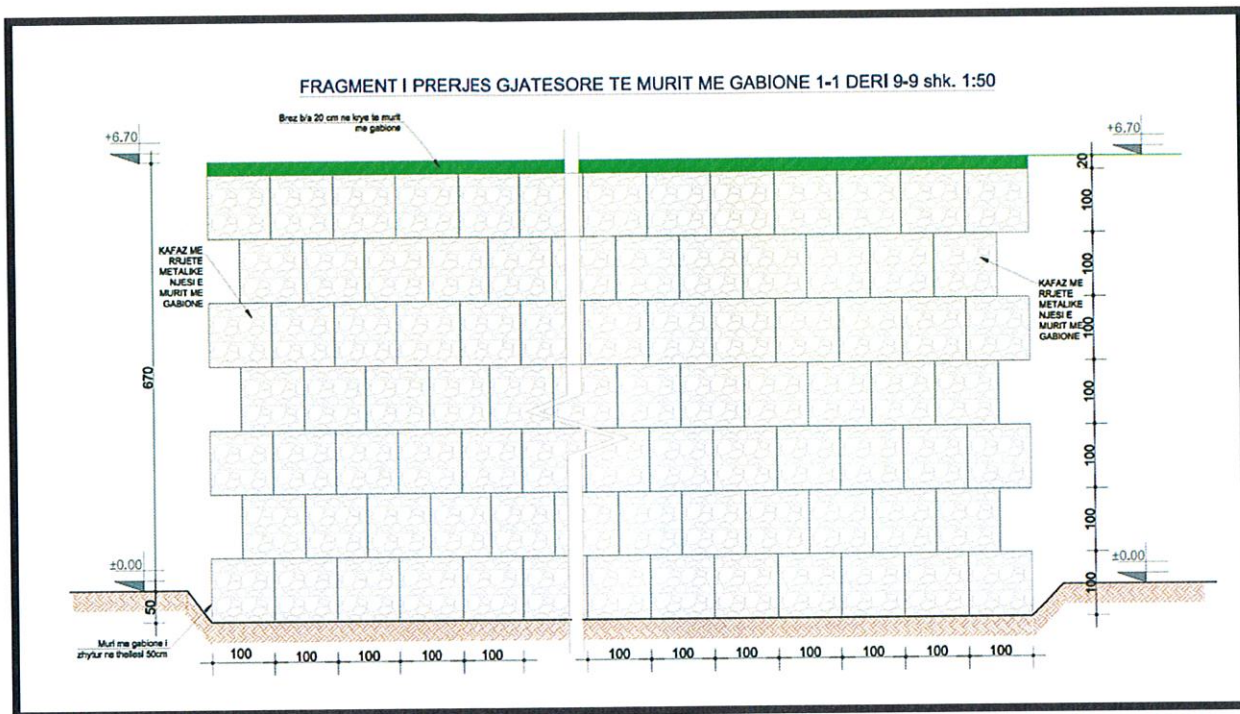 FRAGMENT I PRERJES GJATESORE TE MURIT ME GABIONE 1-1 DERI 9-9 shk. 1:50
Brez b/a 20 cm ne krye te murit
me gabione
+6.70
+6.70
20
100
KAFAZ ME
RRJETE
METALIKE
NJESI E
MURIT ME
GABIONE
100
KAFAZ ME
RRJETE
METALIKE
NJESI E
MURIT ME
GABIONE
100
670
100
100
100
±0.00
±0.00
100
50
Muri me gabione i
zhytur ne thellesi 50cm
100 100 100 100 100 100 100 100 100 100 100 100